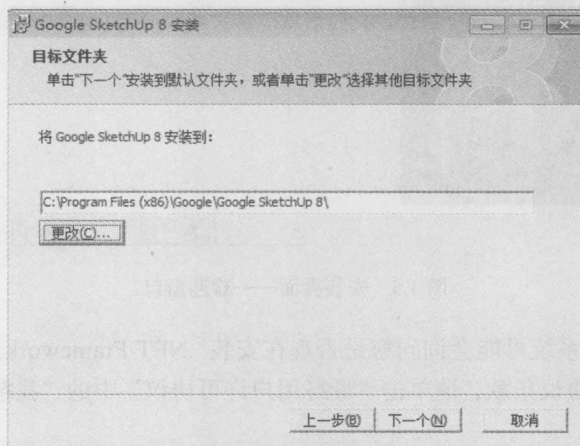 Google SketchUp 8 安装
目标文件夹
单击"下一个"安装到默认文件夹，或者单击"更改"选择其他目标文件夹
将 Google SketchUp 8 安装到：
C:\Program Files (x86)\Google\Google SketchUp 8\
更改(C)...
上一步(B) 下一个(N) 取消